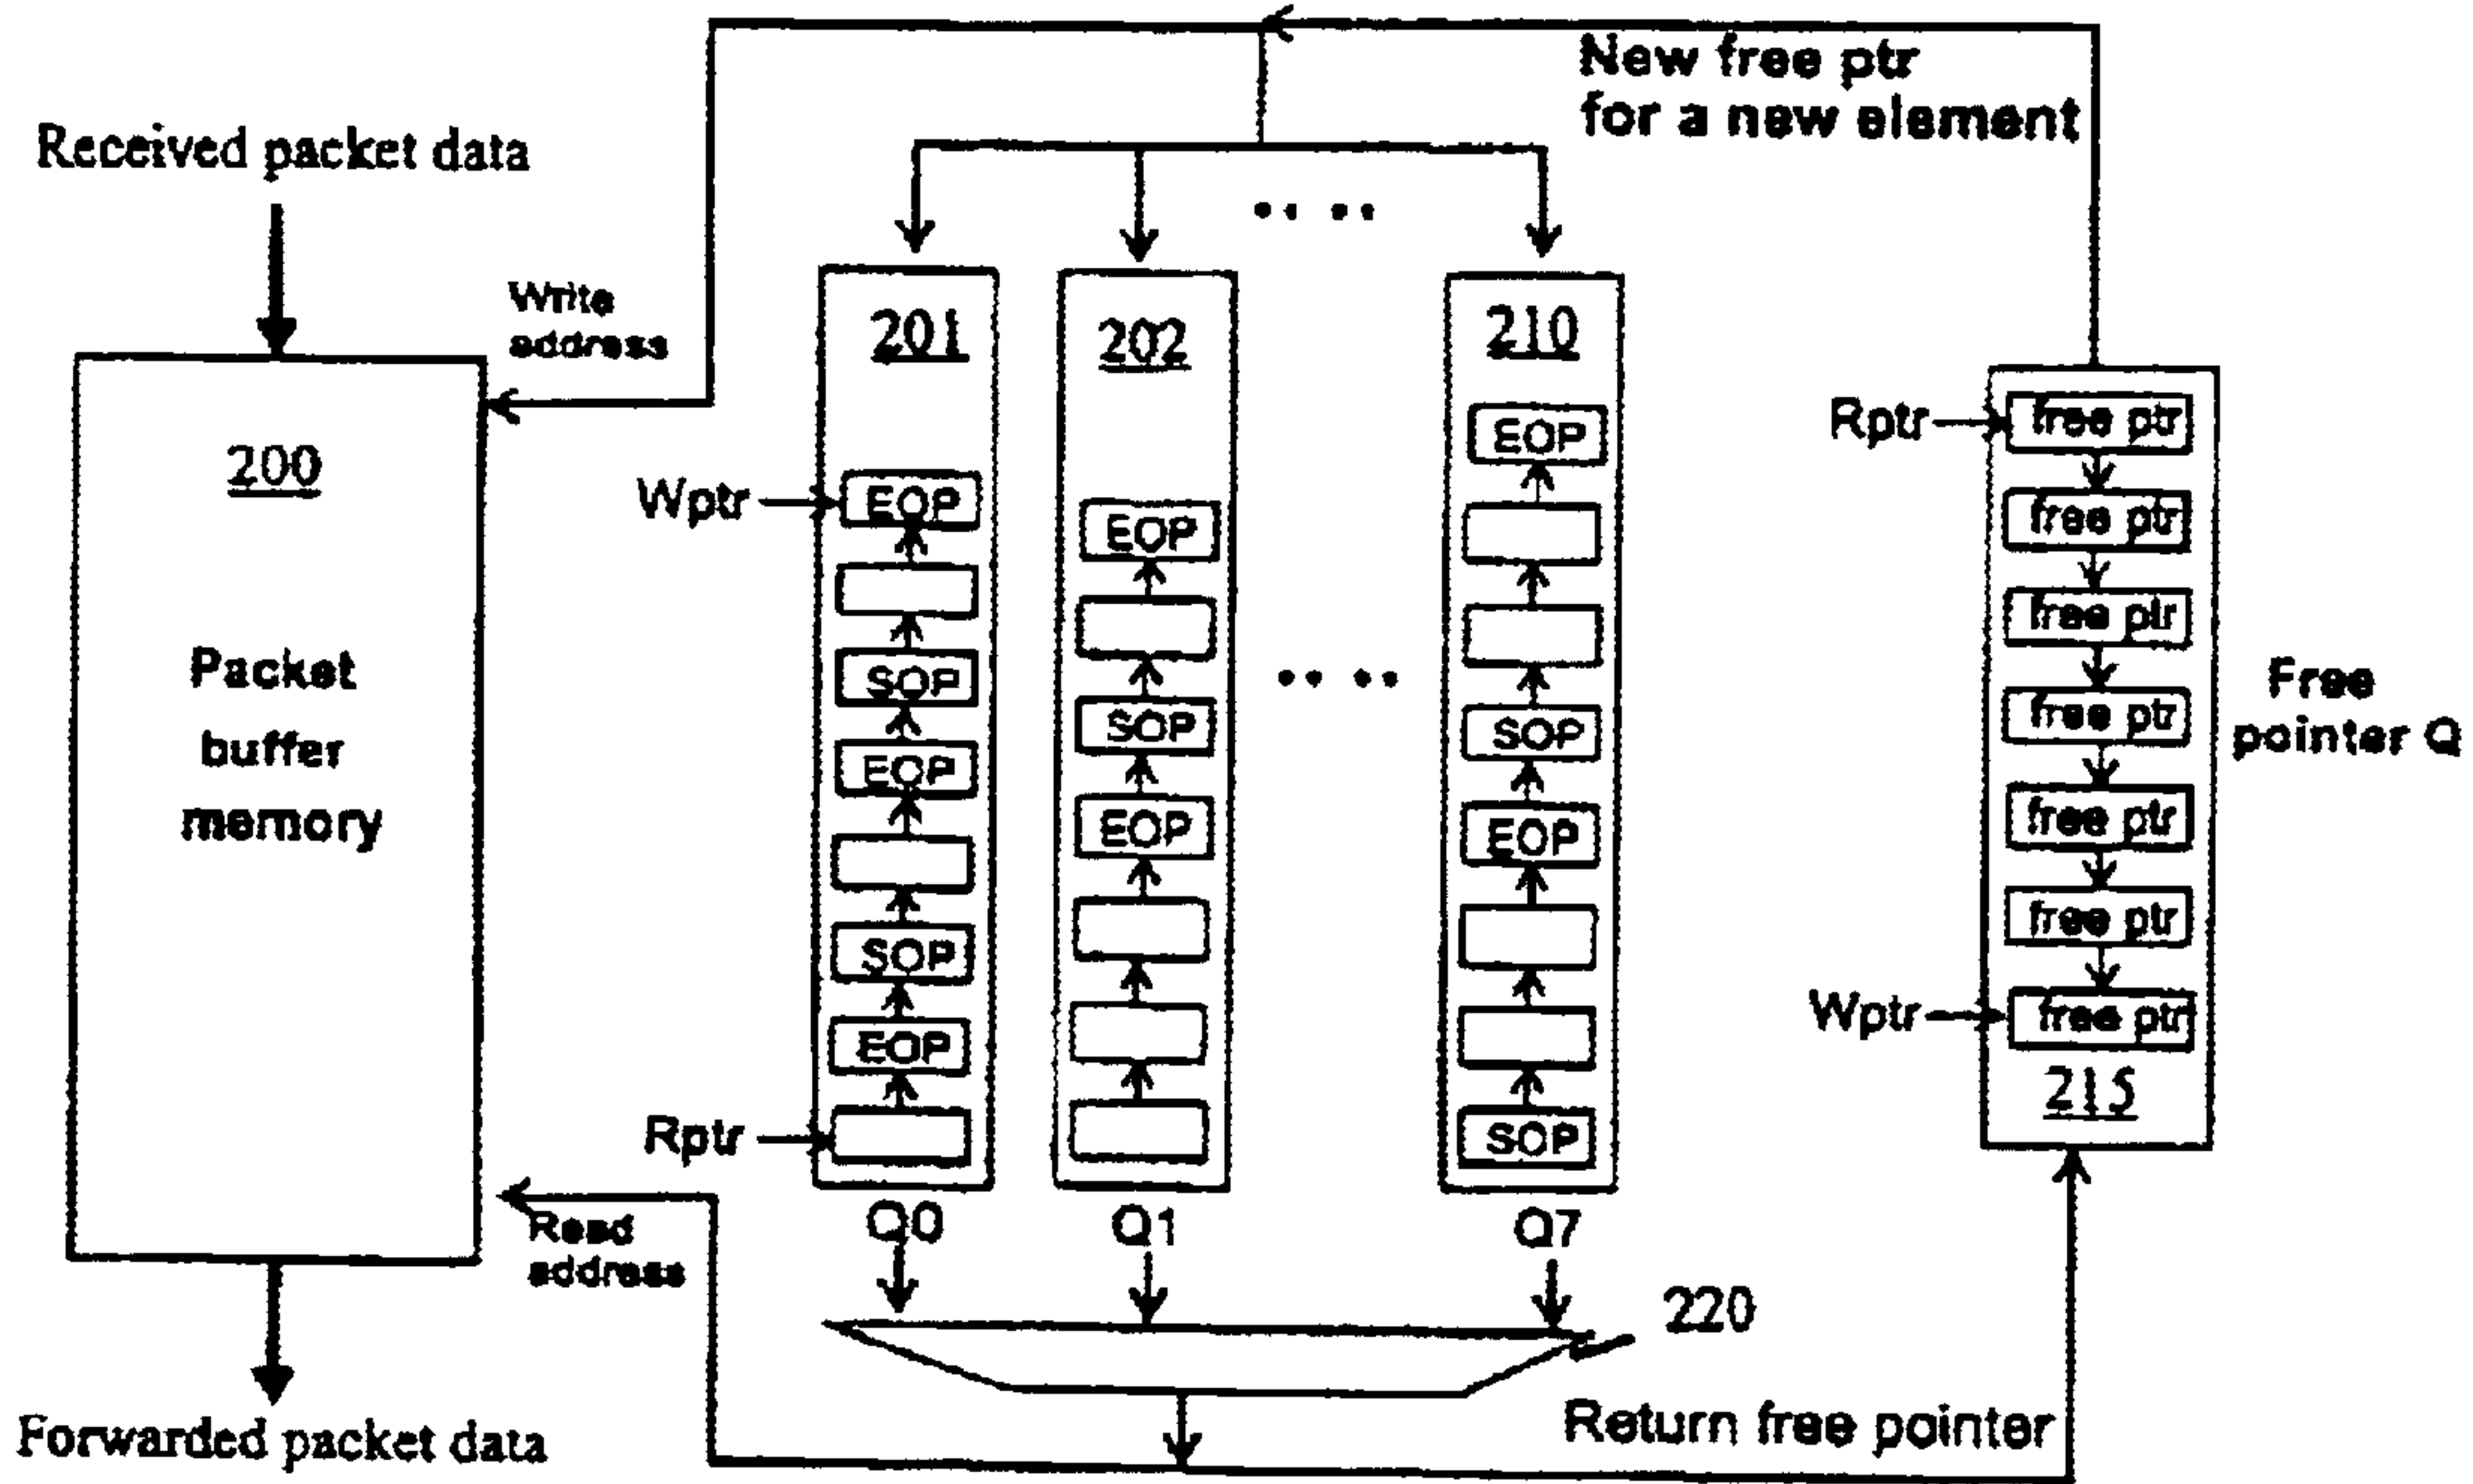 New free ptr
for a new element
Received packet data
Write
address
200
Packet
buffer
memory
Wptr
Rptr
Read
address
Forwarded packet data
201
EOP
SOP
EOP
SOP
EOP
Q0
202
EOP
SOP
EOP
Q1
210
EOP
SOP
EOP
SOP
Q7
Rptr
free ptr
free ptr
free ptr
free ptr
free ptr
free ptr
free ptr
Wptr
215
Free
pointer Q
220
Return free pointer